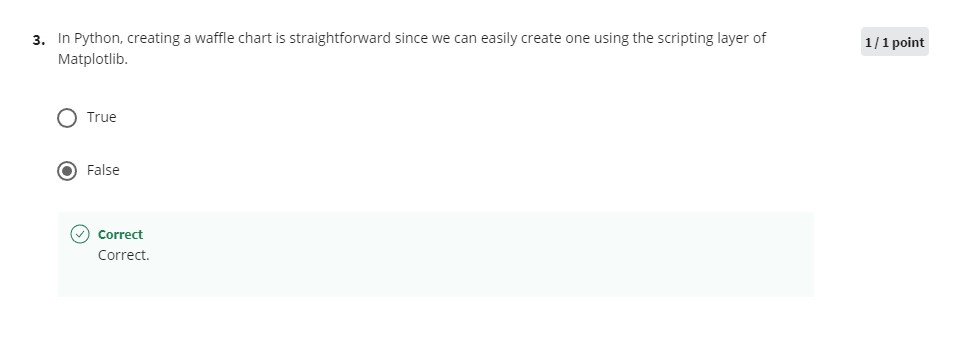 3. In Python, creating a waffle chart is straightforward since we can easily create one using the scripting layer of
Matplotlib.
1 / 1 point
True
False
Correct
Correct.